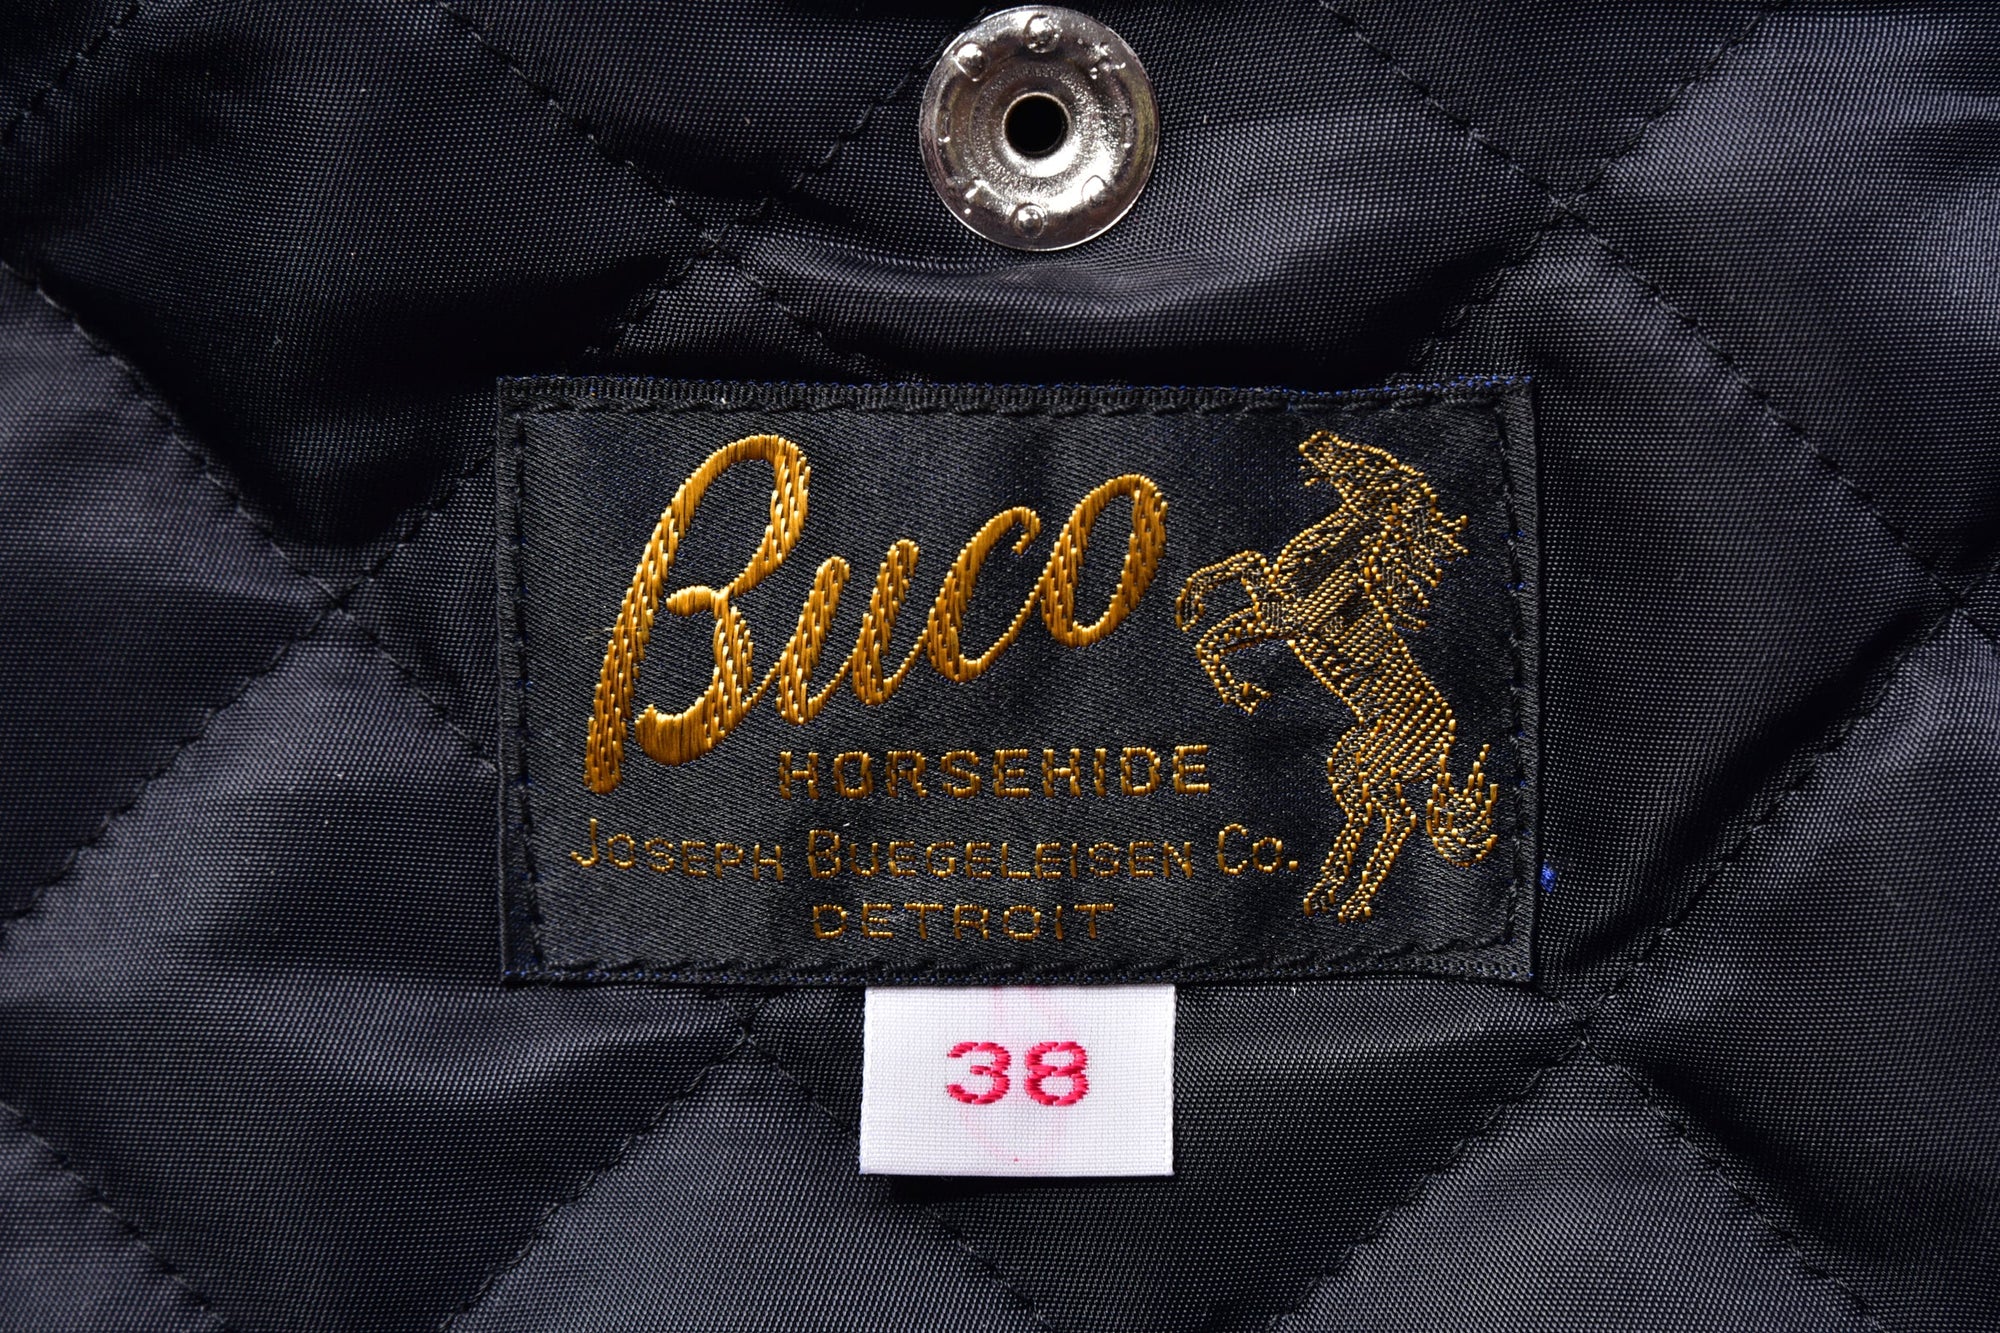 Buco
HORSEHIDE
JOSEPH BUEGELEISEN CO.
DETROIT
38